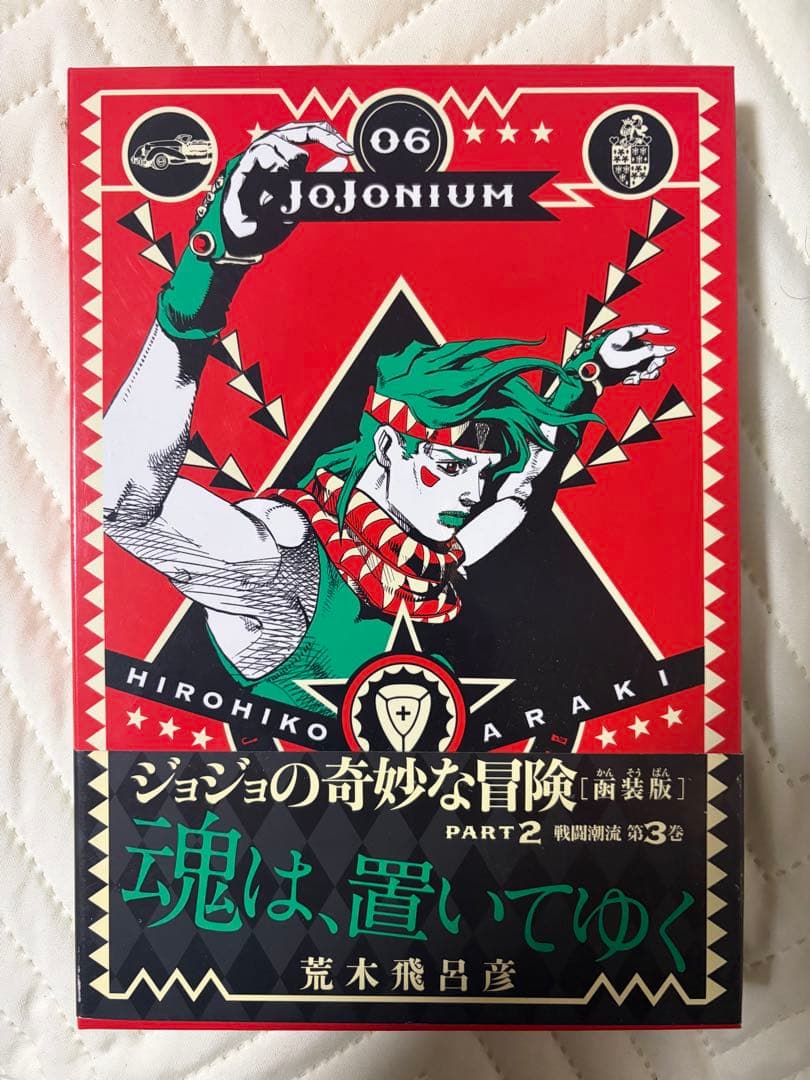 06
JOJONIUM
HIROHIKO ARAKI
ジョジョの奇妙な冒険[函装版]
かんそうばん
PART2 戦闘潮流 第3巻
魂は、置いてゆく
荒木飛呂彦